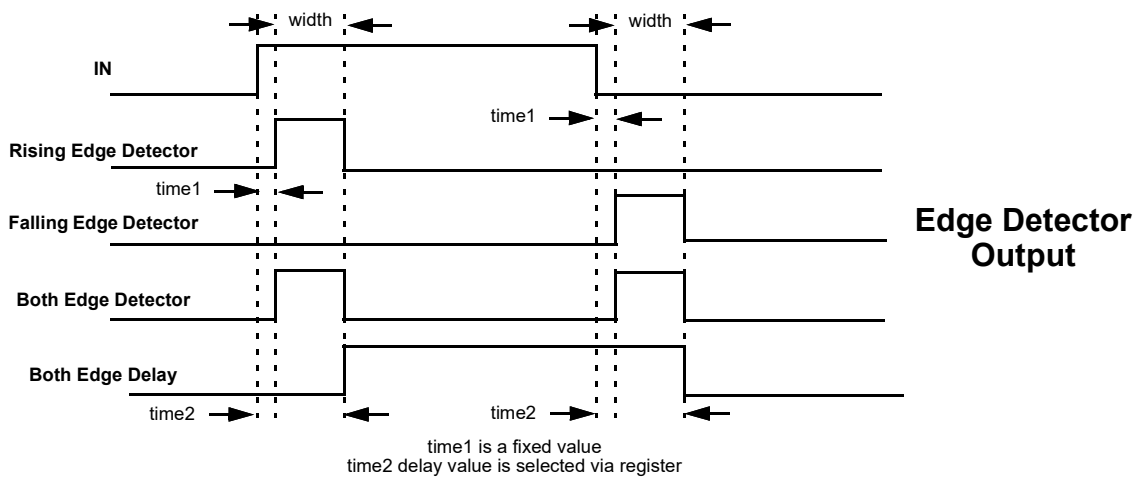 width
width
IN
time1
Rising Edge Detector
time1
Falling Edge Detector
Edge Detector
Output
Both Edge Detector
Both Edge Delay
time2
time2
time1 is a fixed value
time2 delay value is selected via register